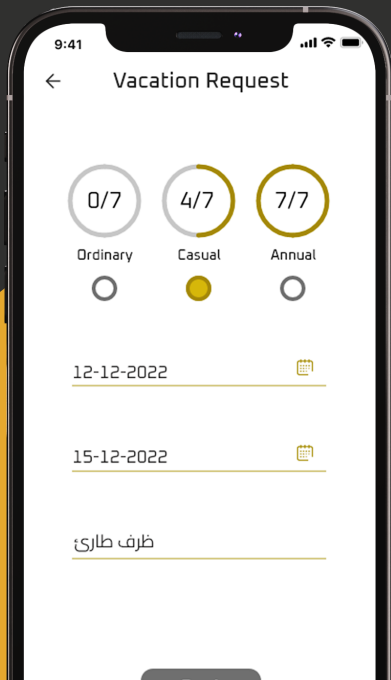 9:41
Vacation Request
0/7 4/7 7/7
Ordinary Casual Annual
12-12-2022
15-12-2022
ظرف طارئ